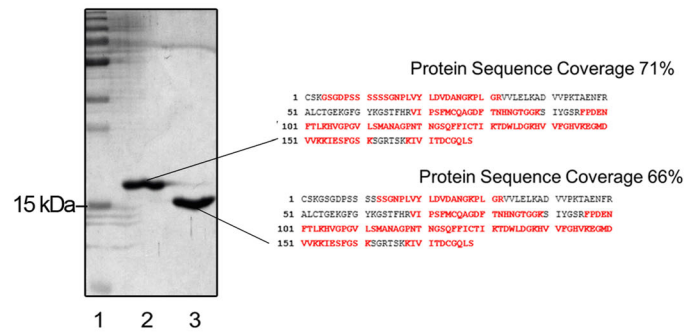 Protein Sequence Coverage 71%
1 CSKGSGDPSS SSSSGNPLVY LDVDANGKPL GRVVLELKAD VVPKTAENFR
51 ALCTGEKGFG YKGSTFHRVI PSFMCQAGDF TNHNGTGGKS IYGSRFPDEN
101 FTLKHVGPGV LSMANAGPNT NGSQFFICTI KTDWLDGKHV VFGHVKEGMD
151 VVKKIESFGS KSGRTSKKIV ITDCGQLS
Protein Sequence Coverage 66%
1 CSKGSGDPSS SSSSGNPLVY LDVDANGKPL GRVVLELKAD VVPKTAENFR
51 ALCTGEKGFG YKGSTFHRVI PSFMCQAGDF TNHNGTGGKS IYGSRFPDEN
101 FTLKHVGPGV LSMANAGPNT NGSQFFICTI KTDWLDGKHV VFGHVKEGMD
151 VVKKIESFGS KSGRTSKKIV ITDCGQLS
15 kDa
1 2 3